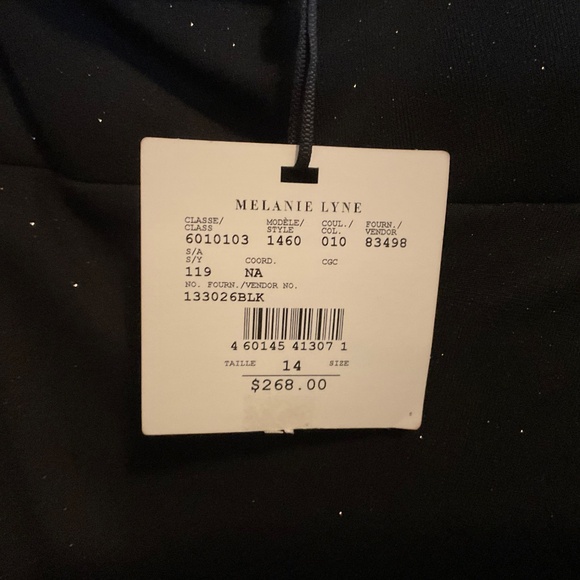 MELANIE LYNE
CLASSE/ MODÈLE/ COUL./ FOURN./
CLASS STYLE COL. VENDOR
6010103 1460 010 83498
S/A
S/Y COORD. CGC
119 NA
NO. FOURN./VENDOR NO.
133026BLK
4 60145 41307 1
TAILLE 14 SIZE
$268.00